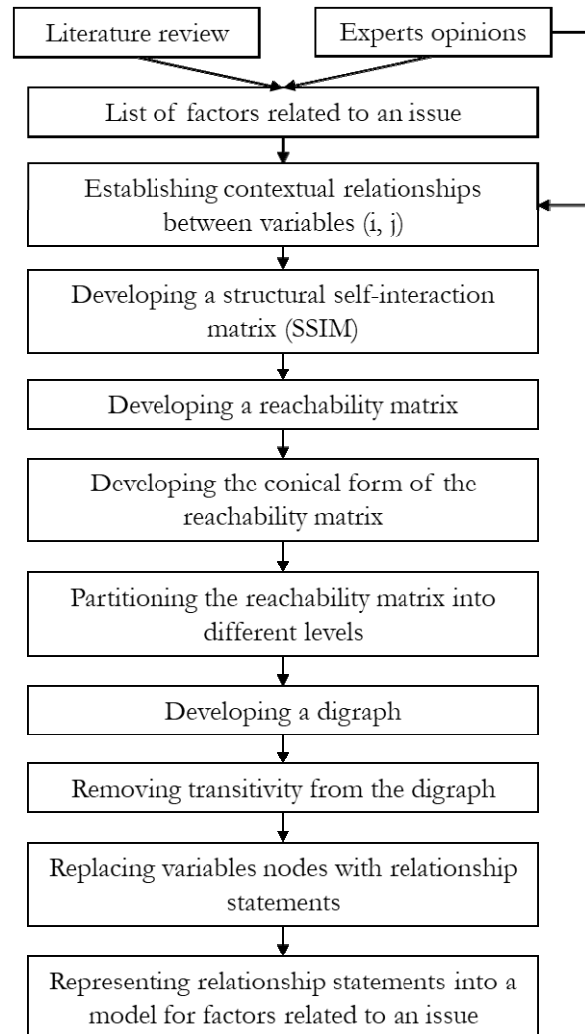 Literature review
Experts opinions
List of factors related to an issue
Establishing contextual relationships
between variables (i, j)
Developing a structural self-interaction
matrix (SSIM)
Developing a reachability matrix
Developing the conical form of the
reachability matrix
Partitioning the reachability matrix into
different levels
Developing a digraph
Removing transitivity from the digraph
Replacing variables nodes with relationship
statements
Representing relationship statements into a
model for factors related to an issue